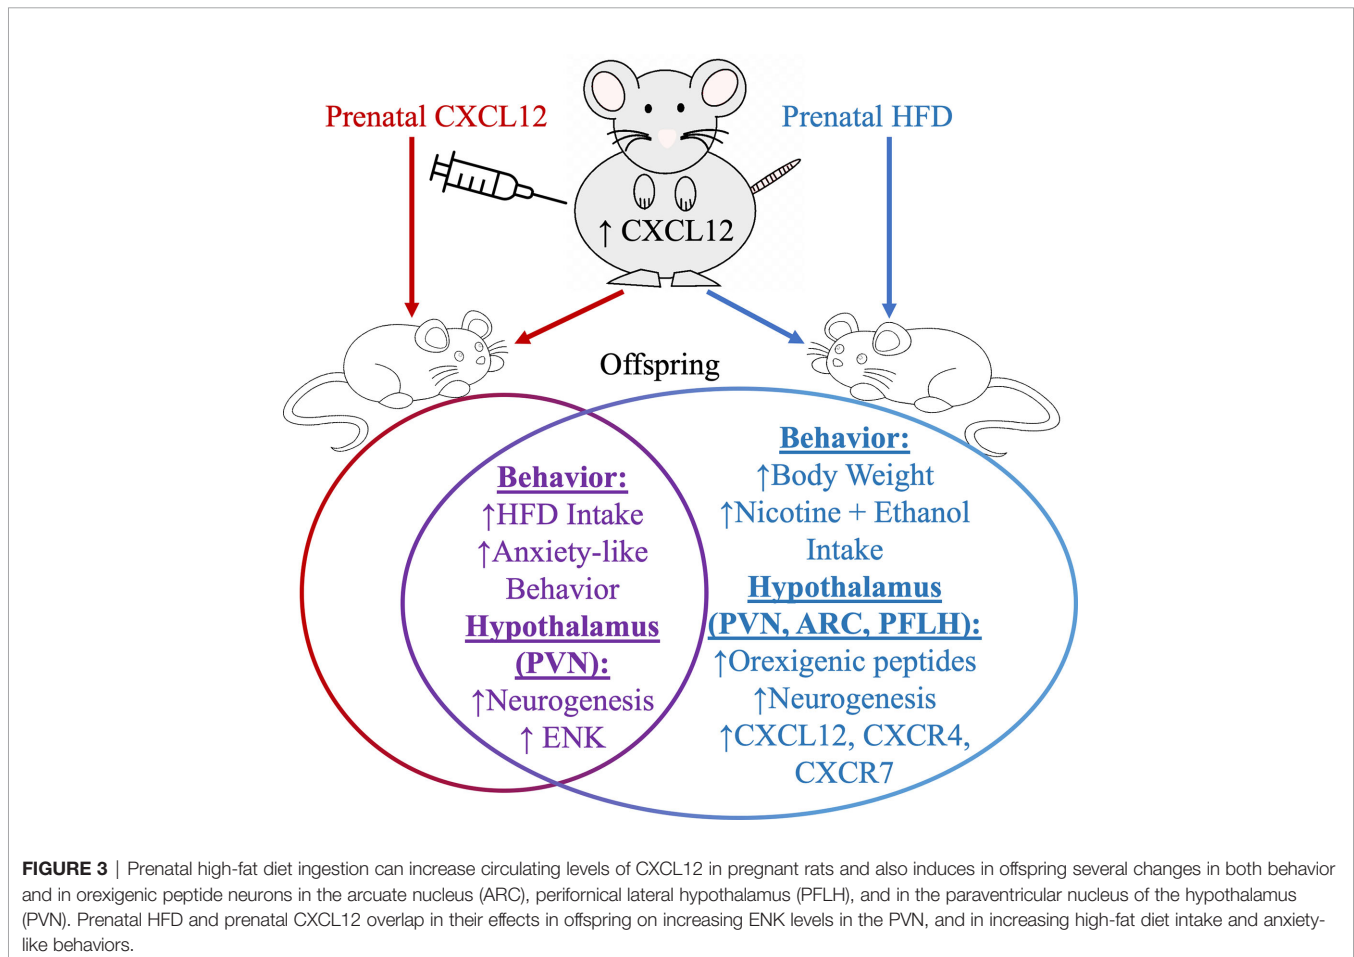 Prenatal CXCL12
Prenatal HFD
↑ CXCL12
Offspring
Behavior:
↑HFD Intake
↑Anxiety-like
Behavior
Hypothalamus
(PVN):
↑Neurogenesis
↑ ENK
Behavior:
↑Body Weight
↑Nicotine + Ethanol
Intake
Hypothalamus
(PVN, ARC, PFLH):
↑Orexigenic peptides
↑Neurogenesis
↑CXCL12, CXCR4,
CXCR7
FIGURE 3 | Prenatal high-fat diet ingestion can increase circulating levels of CXCL12 in pregnant rats and also induces in offspring several changes in both behavior
and in orexigenic peptide neurons in the arcuate nucleus (ARC), perifornical lateral hypothalamus (PFLH), and in the paraventricular nucleus of the hypothalamus
(PVN). Prenatal HFD and prenatal CXCL12 overlap in their effects in offspring on increasing ENK levels in the PVN, and in increasing high-fat diet intake and anxiety-
like behaviors.